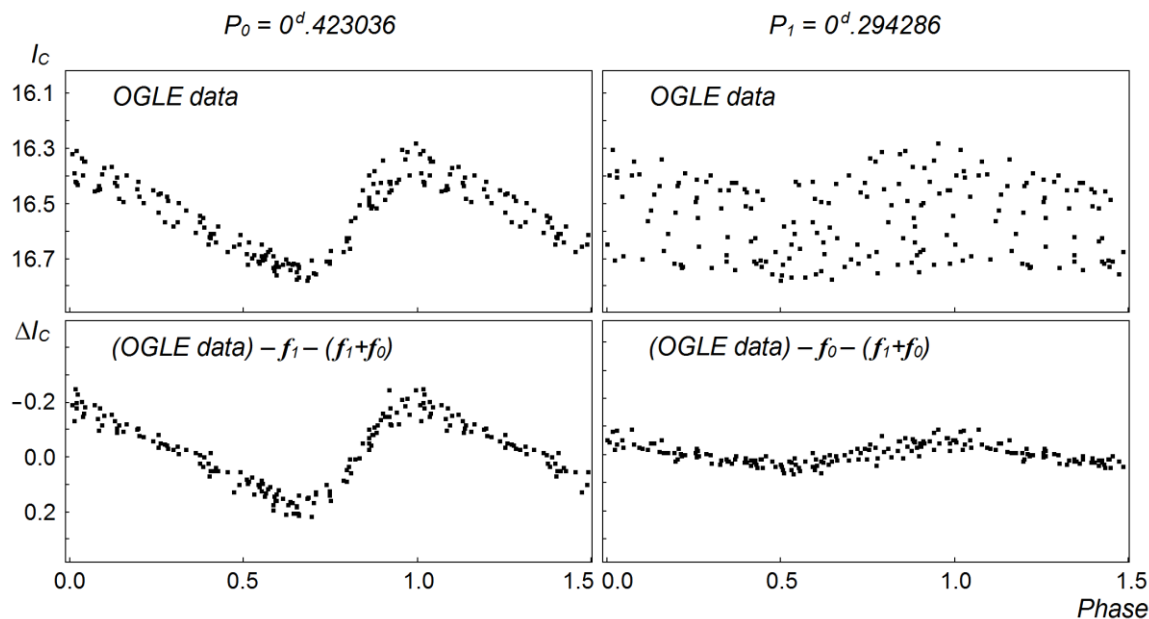 P₀ = 0ᵈ.423036
P₁ = 0ᵈ.294286
I_C
OGLE data
OGLE data
16.1
16.3
16.5
16.7
ΔI_C
(OGLE data) – f₁ – (f₁+f₀)
(OGLE data) – f₀ – (f₁+f₀)
–0.2
0.0
0.2
0.0 0.5 1.0 1.5 0.0 0.5 1.0 1.5
Phase